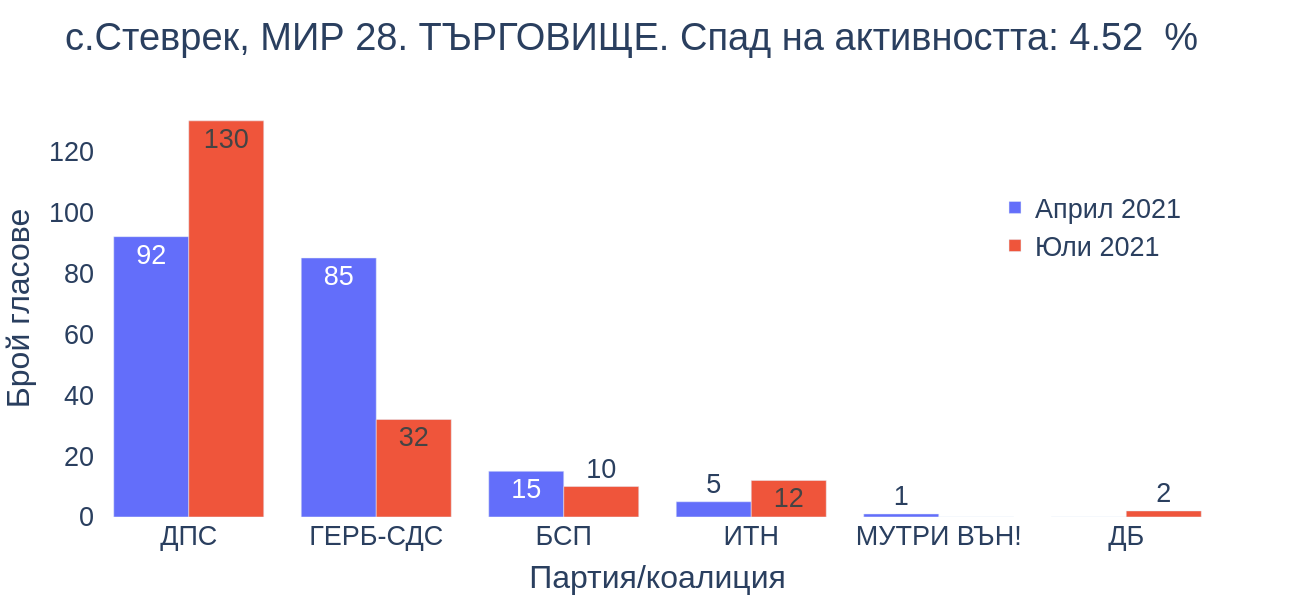 с.Стеврек, МИР 28. ТЪРГОВИЩЕ. Спад на активността: 4.52 %
Брой гласове
120
100
80
60
40
20
0
92
130
85
32
15
10
5
12
1
2
Април 2021
Юли 2021
ДПС
ГЕРБ-СДС
БСП
ИТН
МУТРИ ВЪН!
ДБ
Партия/коалиция